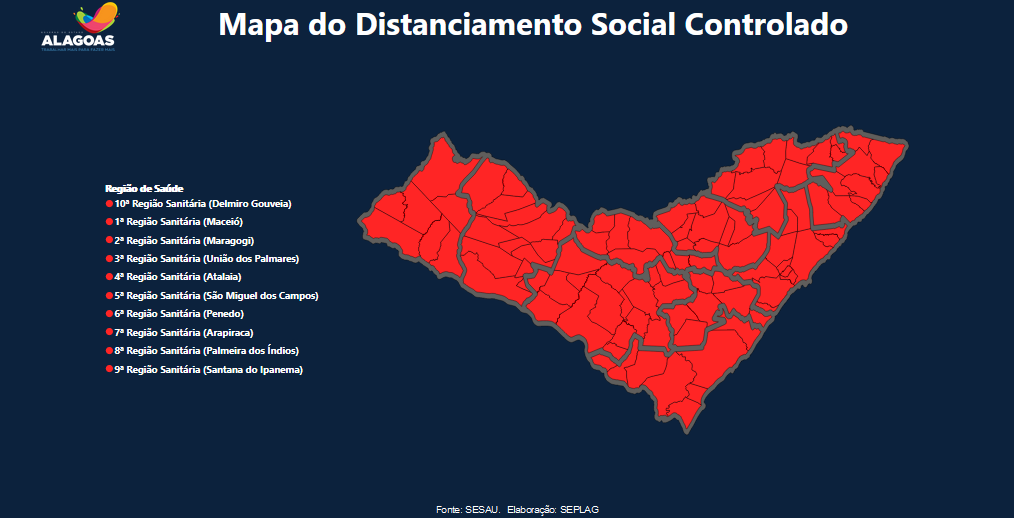 ALAGOAS
Mapa do Distanciamento Social Controlado
Região de Saúde
10ª Região Sanitária (Delmiro Gouveia)
1ª Região Sanitária (Maceió)
2ª Região Sanitária (Maragogi)
3ª Região Sanitária (União dos Palmares)
4ª Região Sanitária (Atalaia)
5ª Região Sanitária (São Miguel dos Campos)
6ª Região Sanitária (Penedo)
7ª Região Sanitária (Arapiraca)
8ª Região Sanitária (Palmeira dos Índios)
9ª Região Sanitária (Santana do Ipanema)
Fonte: SESAU. Elaboração: SEPLAG